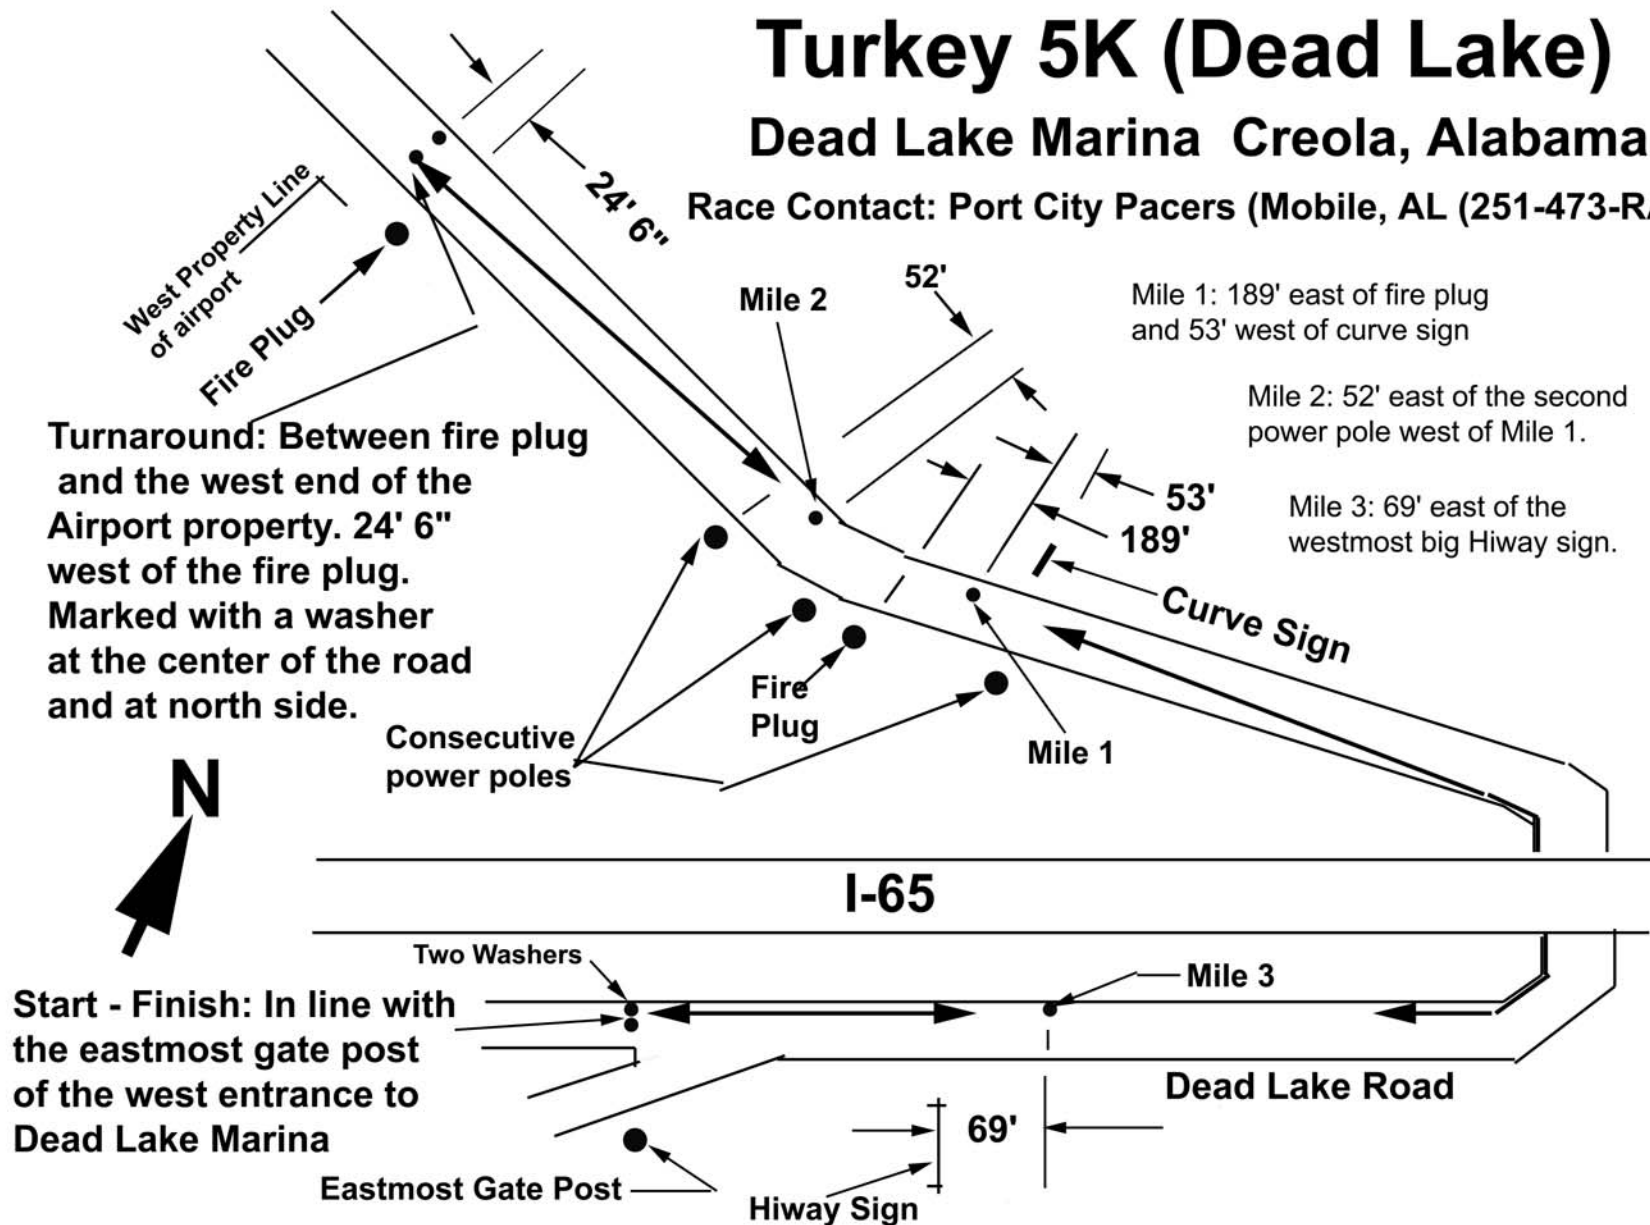 Turkey 5K (Dead Lake)
Dead Lake Marina Creola, Alabama
Race Contact: Port City Pacers (Mobile, AL (251-473-RA
24' 6"
West Property Line
of airport
Fire Plug
Mile 2
52'
Mile 1: 189' east of fire plug
and 53' west of curve sign
Mile 2: 52' east of the second
power pole west of Mile 1.
Mile 3: 69' east of the
westmost big Hiway sign.
Turnaround: Between fire plug
and the west end of the
Airport property. 24' 6"
west of the fire plug.
Marked with a washer
at the center of the road
and at north side.
53'
189'
Curve Sign
Fire
Plug
Consecutive
power poles
Mile 1
N
I-65
Two Washers
Mile 3
Start - Finish: In line with
the eastmost gate post
of the west entrance to
Dead Lake Marina
Dead Lake Road
69'
Eastmost Gate Post
Hiway Sign